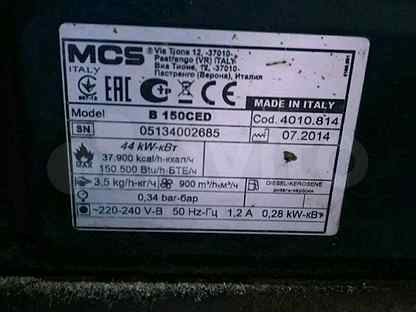 MCS ® Via Tione 12, -37010-
ITALY Pastrengo (VR) ITALY
Виа Тионе, 12, -37010-
Пастренго (Верона), Италия
EAC
MADE IN ITALY
Model B 150CED Cod. 4010.814
SN 05134002685 07.2014
44 kW-кВт
MAX 37.900 kcal/h-ккал/ч
150.500 Btu/h-БТЕ/ч
3,5 kg/h-кг/ч 900 m³/h-м³/ч DIESEL-KEROSENE
0,34 bar-бар
~220-240 V-В 50 Hz-Гц 1,2 A 0,28 kW-кВт